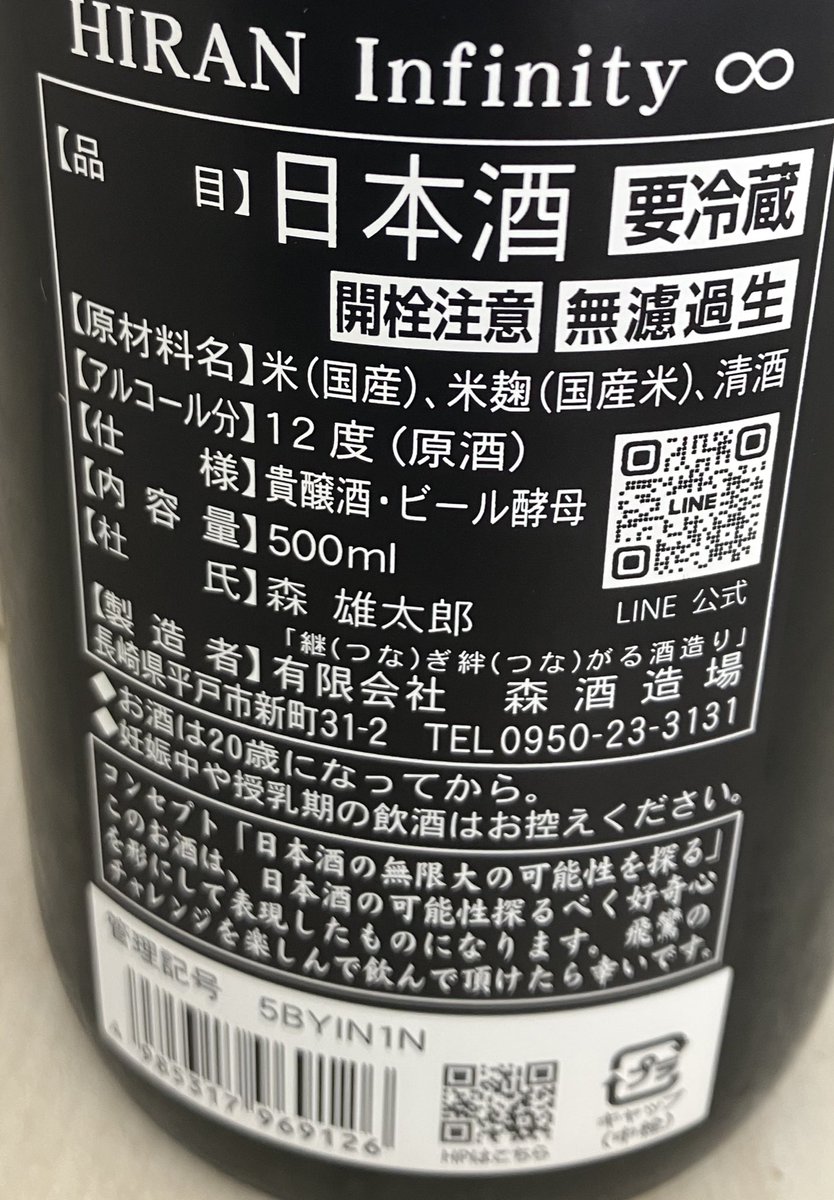 HIRAN Infinity ∞
【品 目】日本酒 要冷蔵
開栓注意 無濾過生
【原材料名】米(国産)、米麹(国産米)、清酒
【アルコール分】12度(原酒)
【仕 様】貴醸酒・ビール酵母
【内容量】500ml
【杜 氏】森 雄太郎
「継(つな)ぎ絆(つな)がる酒造り」
【製造者】有限会社 森酒造場
長崎県平戸市新町31-2 TEL0950-23-3131
LINE
LINE 公式
◆お酒は20歳になってから。
◆妊娠中や授乳期の飲酒はお控えください。
コンセプト「日本酒の無限大の可能性を探る」
このお酒は、日本酒の可能性探るべく好奇心
を形にして表現したものになります。飛鸞の
チャレンジを楽しんで飲んで頂けたら幸いです。
管理記号 5BYIN1N
4 985317 969126
HPはこちら
プラ
キャップ
(中栓)